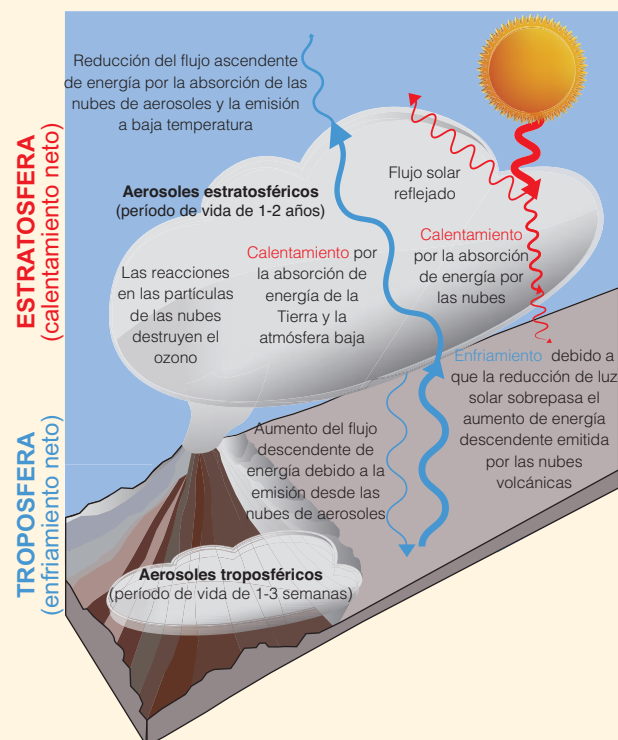 Reducción del flujo ascendente
de energía por la absorción de las
nubes de aerosoles y la emisión
a baja temperatura
ESTRATOSFERA
(calentamiento neto)
Aerosoles estratosféricos
(período de vida de 1-2 años)
Flujo solar
reflejado
Las reacciones
en las partículas
de las nubes
destruyen el
ozono
Calentamiento por
la absorción de
energía de la
Tierra y la
atmósfera baja
Calentamiento
por la absorción
de energía por
las nubes
Enfriamiento debido a
que la reducción de luz
solar sobrepasa el
aumento de energía
descendente emitida
por las nubes
volcánicas
TROPOSFERA
(enfriamiento neto)
Aumento del flujo
descendente de
energía debido a la
emisión desde las
nubes de aerosoles
Aerosoles troposféricos
(período de vida de 1-3 semanas)